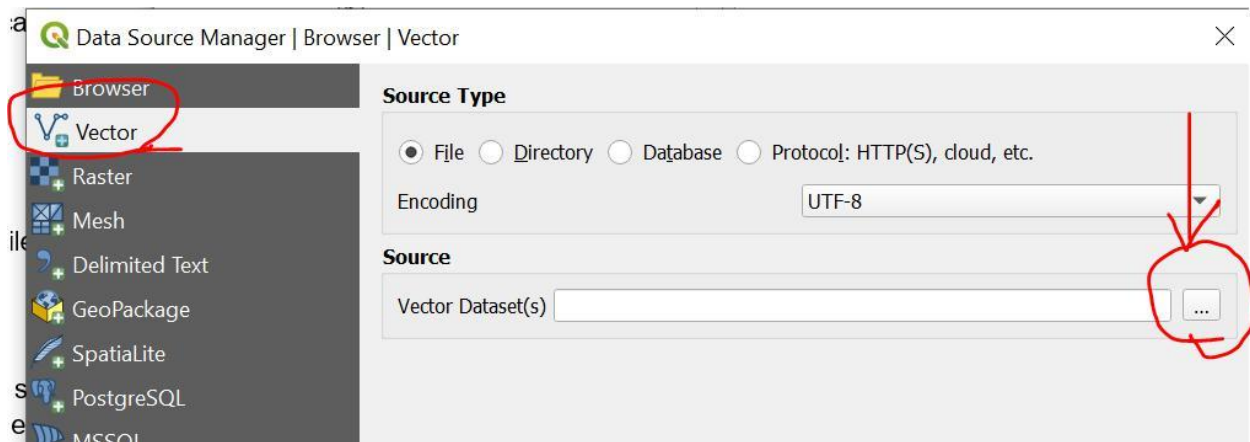 Data Source Manager | Browser | Vector
Browser
Vector
Raster
Mesh
Delimited Text
GeoPackage
SpatiaLite
PostgreSQL
MSSQL
Source Type
File Directory Database Protocol: HTTP(S), cloud, etc.
Encoding UTF-8
Source
Vector Dataset(s) ...